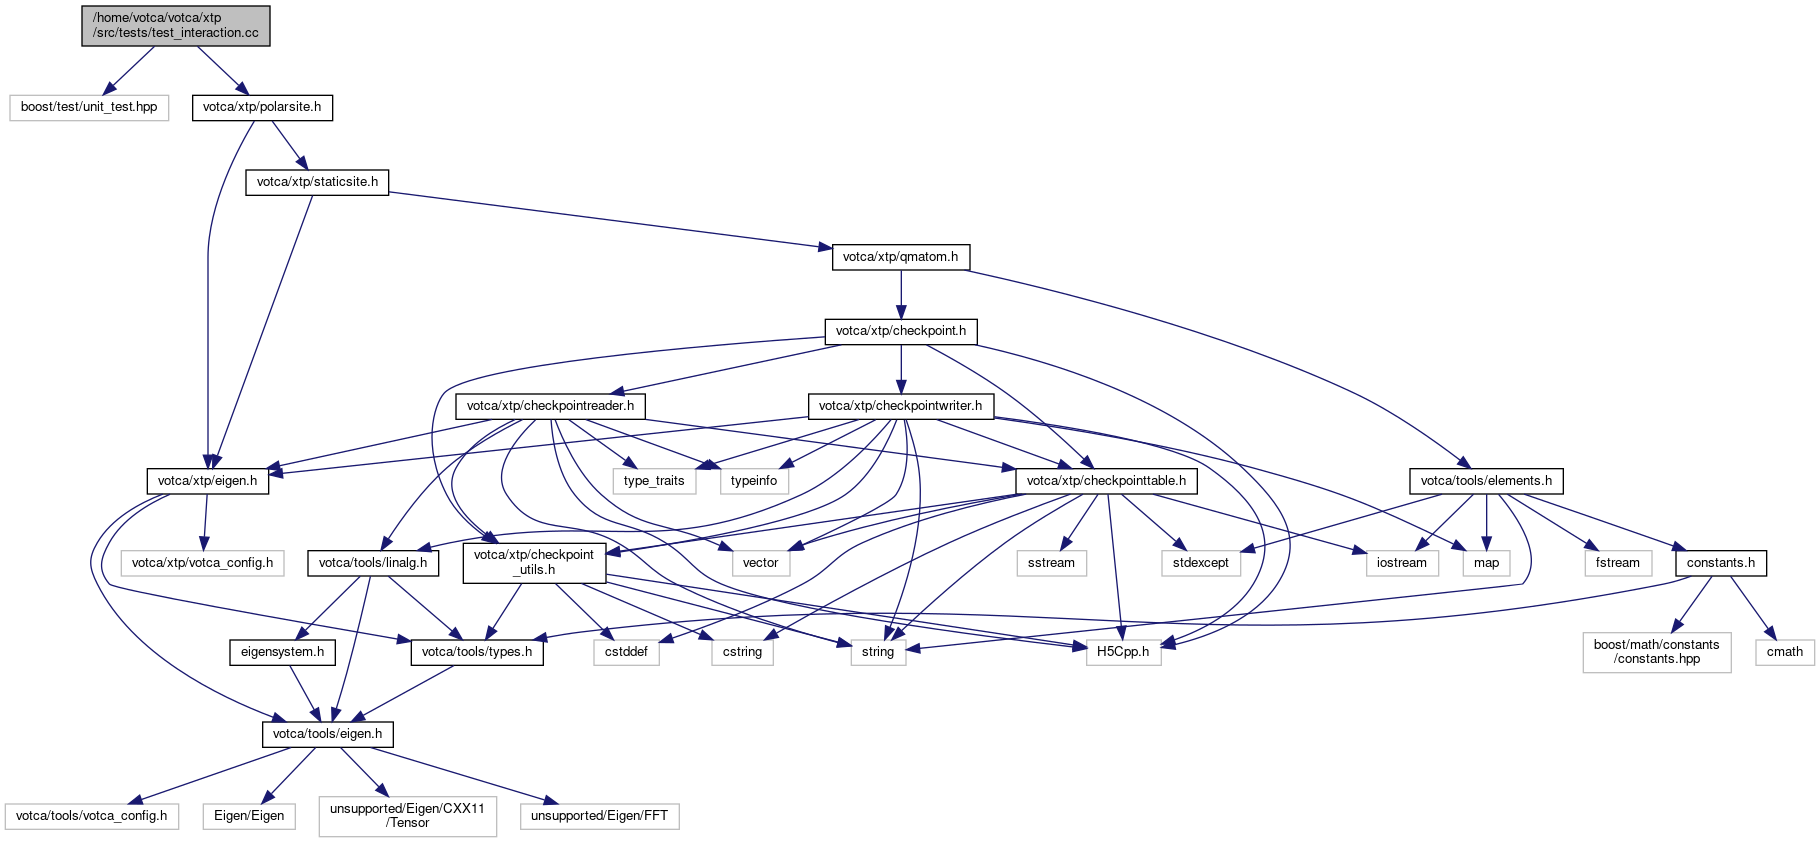 /home/votca/votca/xtp
/src/tests/test_interaction.cc
boost/test/unit_test.hpp
votca/xtp/polarsite.h
votca/xtp/staticsite.h
votca/xtp/qmatom.h
votca/xtp/checkpoint.h
votca/xtp/checkpointreader.h
votca/xtp/checkpointwriter.h
votca/xtp/eigen.h
type_traits
typeinfo
votca/xtp/checkpointtable.h
votca/tools/elements.h
votca/xtp/votca_config.h
votca/tools/linalg.h
votca/xtp/checkpoint
_utils.h
vector
sstream
stdexcept
iostream
map
fstream
constants.h
eigensystem.h
votca/tools/types.h
cstddef
cstring
string
H5Cpp.h
boost/math/constants
/constants.hpp
cmath
votca/tools/eigen.h
votca/tools/votca_config.h
Eigen/Eigen
unsupported/Eigen/CXX11
/Tensor
unsupported/Eigen/FFT